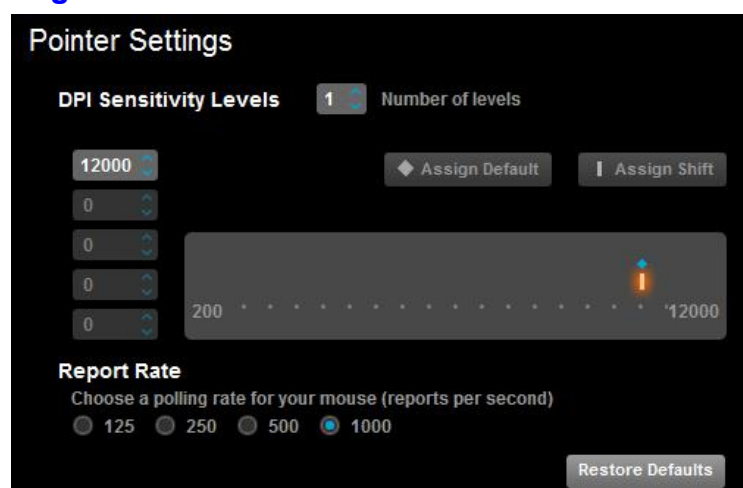 Pointer Settings
DPI Sensitivity Levels 1 Number of levels
12000 Assign Default Assign Shift
0
0
0
200 12000
0
Report Rate
Choose a polling rate for your mouse (reports per second)
125 250 500 1000
Restore Defaults